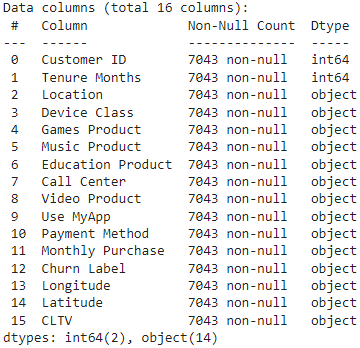 Data columns (total 16 columns):
 #   Column             Non-Null Count  Dtype
---  ------             --------------  -----
 0   Customer ID        7043 non-null   int64
 1   Tenure Months      7043 non-null   int64
 2   Location           7043 non-null   object
 3   Device Class       7043 non-null   object
 4   Games Product      7043 non-null   object
 5   Music Product      7043 non-null   object
 6   Education Product  7043 non-null   object
 7   Call Center        7043 non-null   object
 8   Video Product      7043 non-null   object
 9   Use MyApp          7043 non-null   object
 10  Payment Method     7043 non-null   object
 11  Monthly Purchase   7043 non-null   object
 12  Churn Label        7043 non-null   object
 13  Longitude          7043 non-null   object
 14  Latitude           7043 non-null   object
 15  CLTV               7043 non-null   object
dtypes: int64(2), object(14)